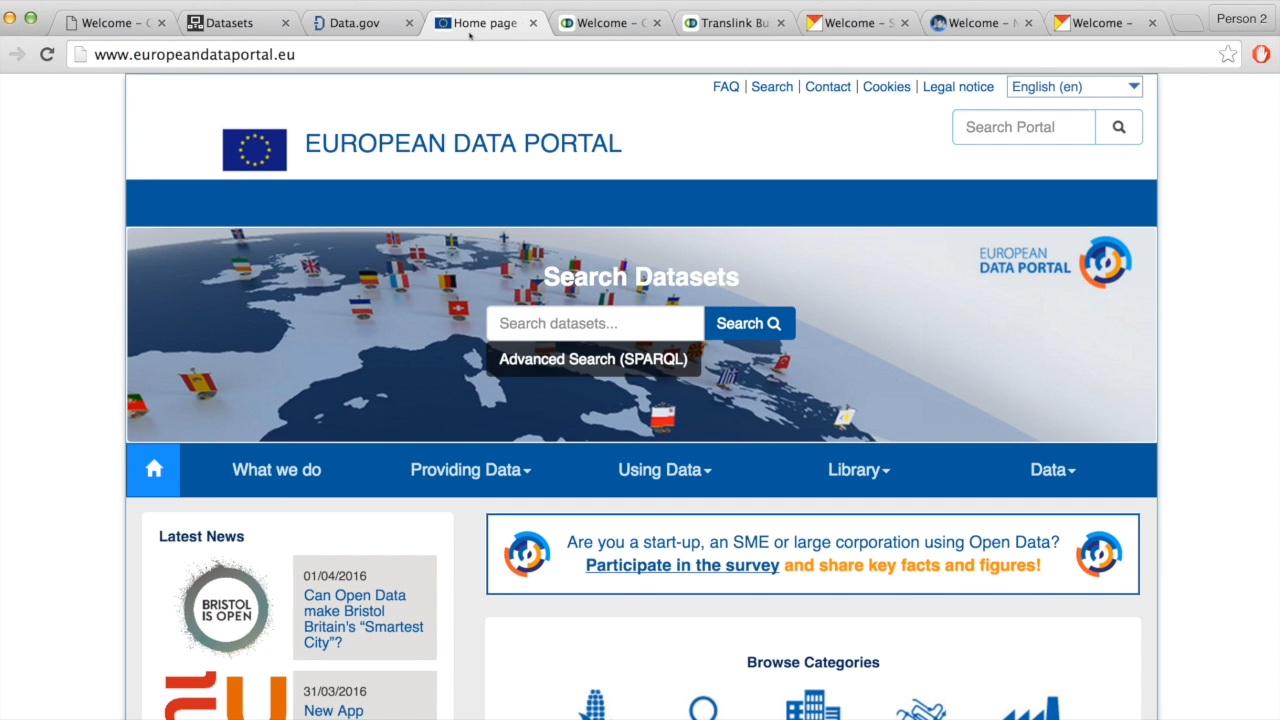 Welcome – C
Datasets
Data.gov
Home page
Welcome – C
Translink Bu
Welcome – S
Welcome – N
Welcome –
Person 2
www.europeandataportal.eu
FAQ | Search | Contact | Cookies | Legal notice English (en)
Search Portal
EUROPEAN DATA PORTAL
EUROPEAN
DATA PORTAL
Search Datasets
Search datasets... Search
Advanced Search (SPARQL)
What we do Providing Data Using Data Library Data
Latest News
BRISTOL
IS OPEN
01/04/2016
Can Open Data
make Bristol
Britain's “Smartest
City”?
31/03/2016
New App
Are you a start-up, an SME or large corporation using Open Data?
Participate in the survey and share key facts and figures!
Browse Categories